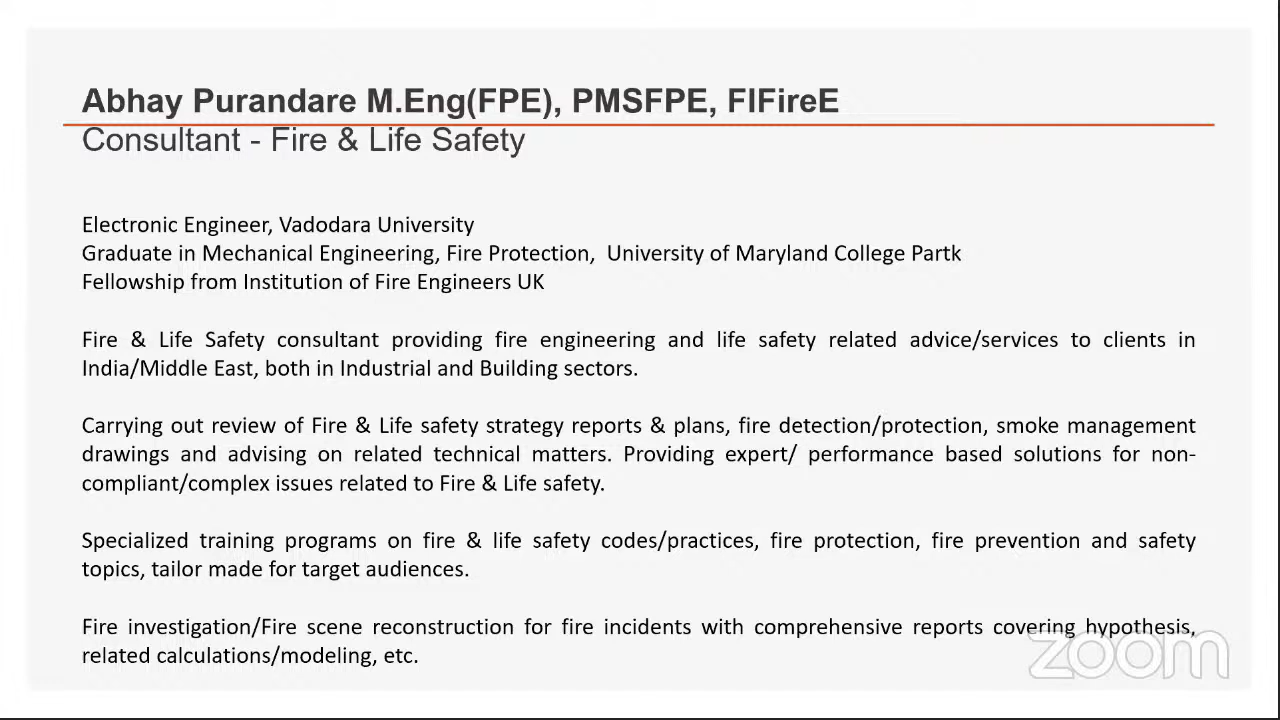 Abhay Purandare M.Eng(FPE), PMSFPE, FIFireE
Consultant - Fire & Life Safety
Electronic Engineer, Vadodara University
Graduate in Mechanical Engineering, Fire Protection, University of Maryland College Partk
Fellowship from Institution of Fire Engineers UK
Fire & Life Safety consultant providing fire engineering and life safety related advice/services to clients in
India/Middle East, both in Industrial and Building sectors.
Carrying out review of Fire & Life safety strategy reports & plans, fire detection/protection, smoke management
drawings and advising on related technical matters. Providing expert/ performance based solutions for non-
compliant/complex issues related to Fire & Life safety.
Specialized training programs on fire & life safety codes/practices, fire protection, fire prevention and safety
topics, tailor made for target audiences.
Fire investigation/Fire scene reconstruction for fire incidents with comprehensive reports covering hypothesis,
related calculations/modeling, etc.
zoom